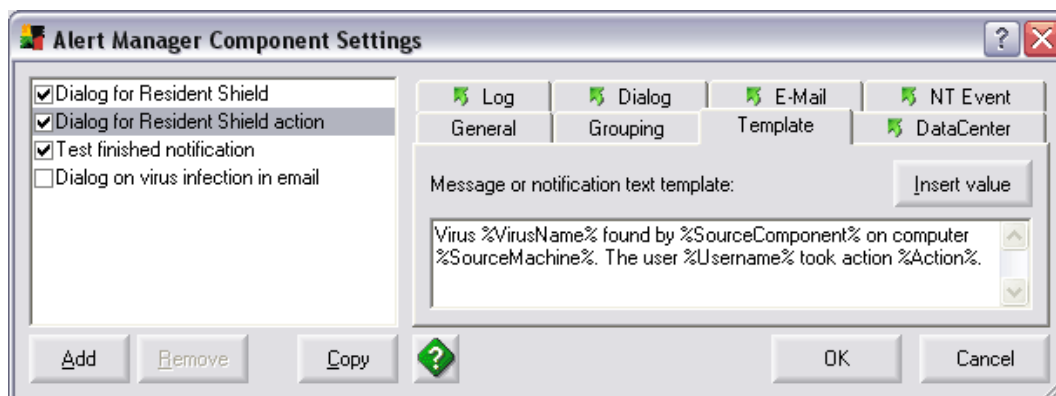 Alert Manager Component Settings
Dialog for Resident Shield
Dialog for Resident Shield action
Test finished notification
Dialog on virus infection in email
Log Dialog E-Mail NT Event
General Grouping Template DataCenter
Message or notification text template:
Insert value
Virus %VirusName% found by %SourceComponent% on computer
%SourceMachine%. The user %Username% took action %Action%.
Add Remove Copy ? OK Cancel